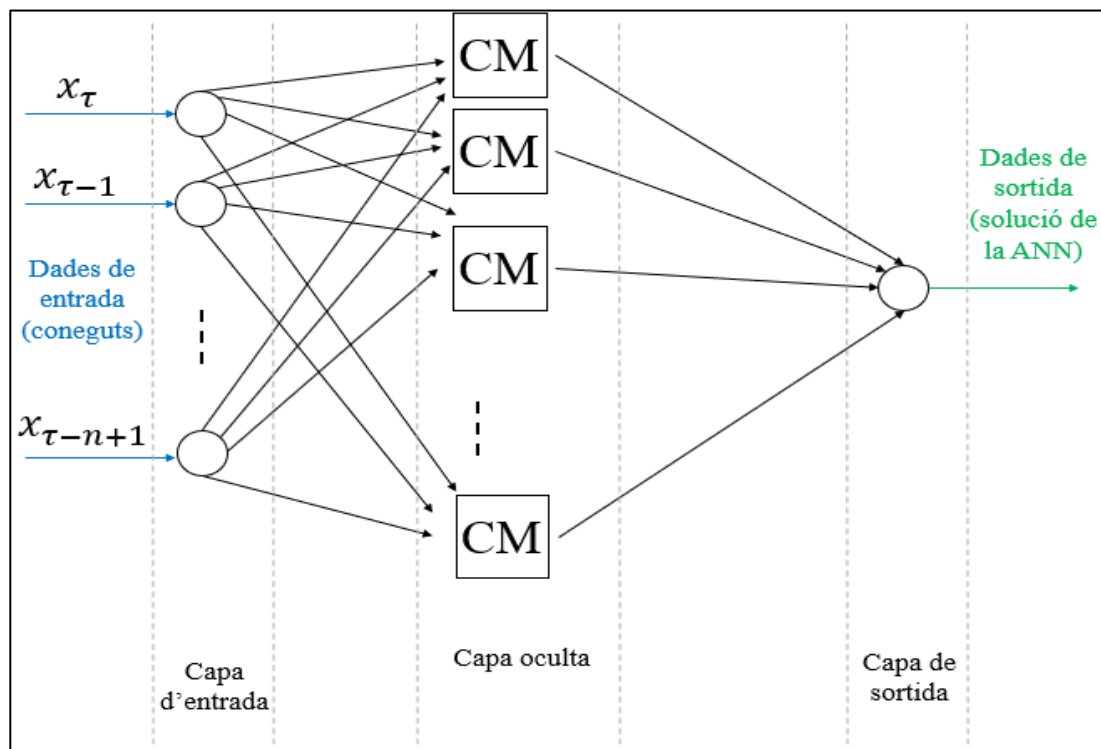 x_τ
x_{τ−1}
Dades de
entrada
(coneguts)
x_{τ−n+1}
CM
CM
CM
CM
Dades de
sortida
(solució de
la ANN)
Capa
d’entrada
Capa oculta
Capa de
sortida